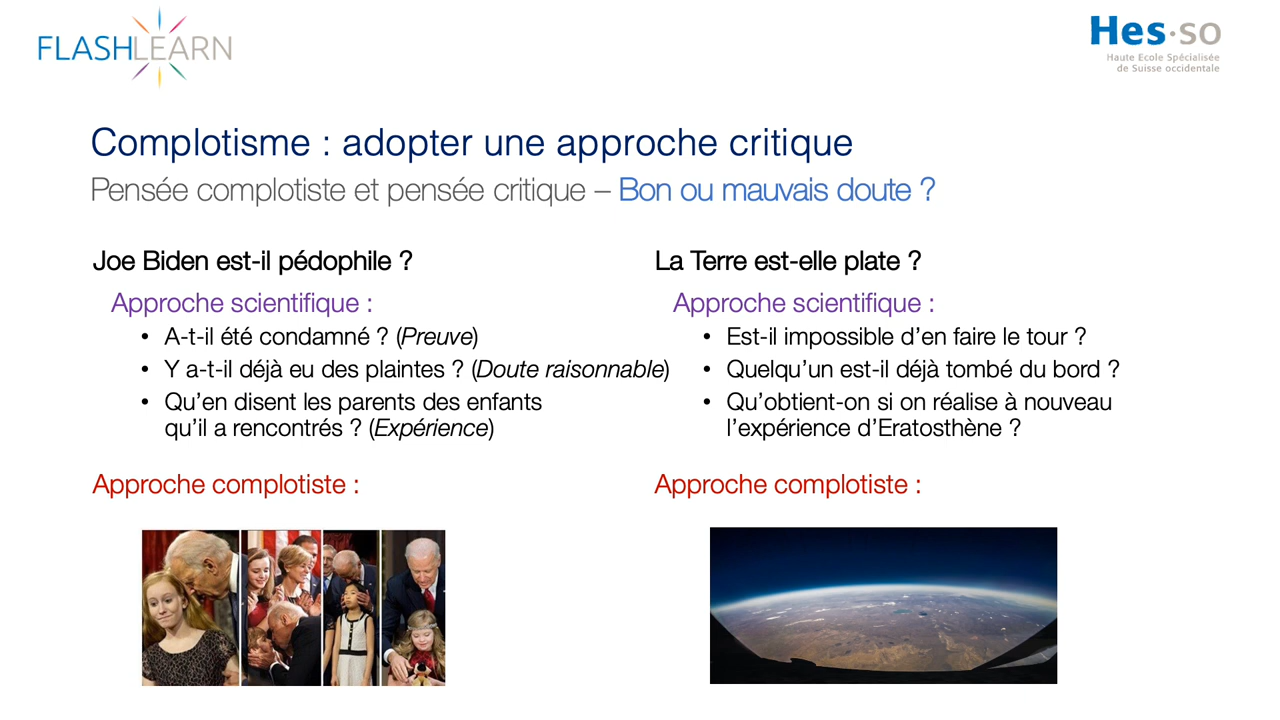 FLASHLEARN
Hes·so
Haute Ecole Spécialisée
de Suisse occidentale
Complotisme : adopter une approche critique
Pensée complotiste et pensée critique – Bon ou mauvais doute ?
Joe Biden est-il pédophile ?
Approche scientifique :
• A-t-il été condamné ? (Preuve)
• Y a-t-il déjà eu des plaintes ? (Doute raisonnable)
• Qu’en disent les parents des enfants
qu’il a rencontrés ? (Expérience)
Approche complotiste :
La Terre est-elle plate ?
Approche scientifique :
• Est-il impossible d’en faire le tour ?
• Quelqu’un est-il déjà tombé du bord ?
• Qu’obtient-on si on réalise à nouveau
l’expérience d’Eratosthène ?
Approche complotiste :